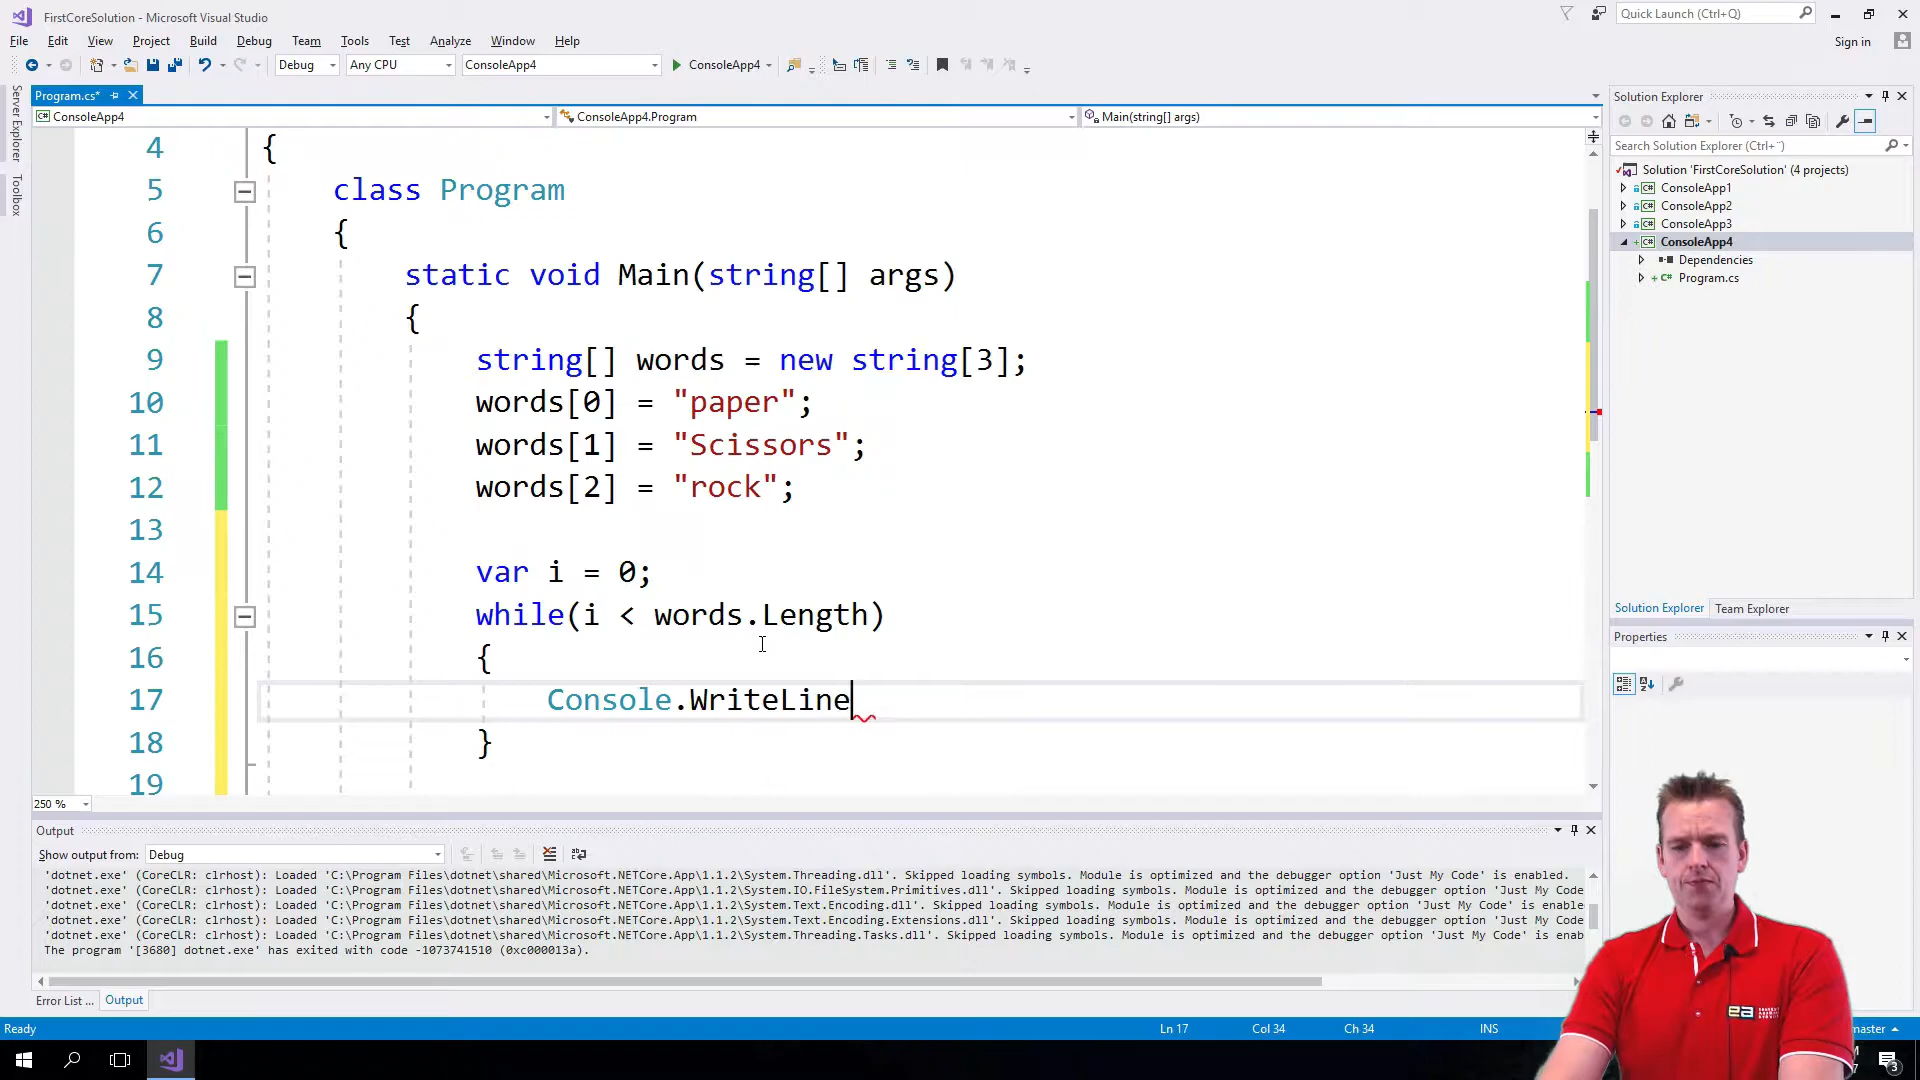 FirstCoreSolution - Microsoft Visual Studio
Quick Launch (Ctrl+Q)
File Edit View Project Build Debug Team Tools Test Analyze Window Help
Sign in
Debug Any CPU ConsoleApp4 ConsoleApp4
Server Explorer
Toolbox
Program.cs*
ConsoleApp4 ConsoleApp4.Program Main(string[] args)
4 {
5 class Program
6 {
7 static void Main(string[] args)
8 {
9 string[] words = new string[3];
10 words[0] = "paper";
11 words[1] = "Scissors";
12 words[2] = "rock";
13
14 var i = 0;
15 while(i < words.Length)
16 {
17 Console.WriteLine
18 }
19
250 %
Solution Explorer
Search Solution Explorer (Ctrl+¨)
Solution 'FirstCoreSolution' (4 projects)
C# ConsoleApp1
C# ConsoleApp2
C# ConsoleApp3
C# ConsoleApp4
Dependencies
C# Program.cs
Solution Explorer Team Explorer
Properties
Output
Show output from: Debug
'dotnet.exe' (CoreCLR: clrhost): Loaded 'C:\Program Files\dotnet\shared\Microsoft.NETCore.App\1.1.2\System.Threading.dll'. Skipped loading symbols. Module is optimized and the debugger option 'Just My Code' is enabled.
'dotnet.exe' (CoreCLR: clrhost): Loaded 'C:\Program Files\dotnet\shared\Microsoft.NETCore.App\1.1.2\System.IO.FileSystem.Primitives.dll'. Skipped loading symbols. Module is optimized and the debugger option 'Just My Code
'dotnet.exe' (CoreCLR: clrhost): Loaded 'C:\Program Files\dotnet\shared\Microsoft.NETCore.App\1.1.2\System.Text.Encoding.dll'. Skipped loading symbols. Module is optimized and the debugger option 'Just My Code' is enable
'dotnet.exe' (CoreCLR: clrhost): Loaded 'C:\Program Files\dotnet\shared\Microsoft.NETCore.App\1.1.2\System.Text.Encoding.Extensions.dll'. Skipped loading symbols. Module is optimized and the debugger option 'Just My Code
'dotnet.exe' (CoreCLR: clrhost): Loaded 'C:\Program Files\dotnet\shared\Microsoft.NETCore.App\1.1.2\System.Threading.Tasks.dll'. Skipped loading symbols. Module is optimized and the debugger option 'Just My Code' is enab
The program '[3680] dotnet.exe' has exited with code -1073741510 (0xc000013a).
Error List ... Output
Ready Ln 17 Col 34 Ch 34 INS master
3